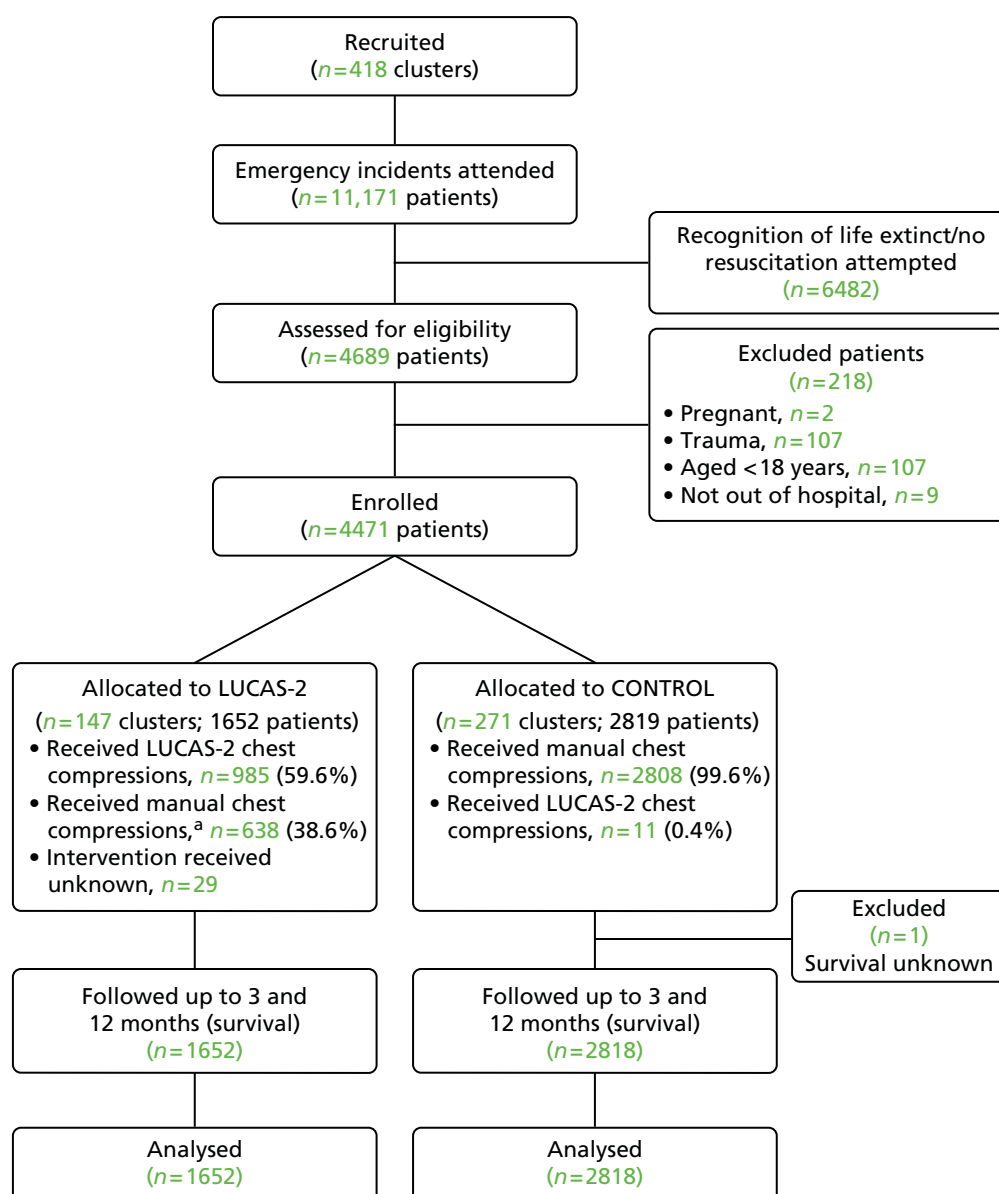 Recruited
(n=418 clusters)
Emergency incidents attended
(n=11,171 patients)
Recognition of life extinct/no
resuscitation attempted
(n=6482)
Assessed for eligibility
(n=4689 patients)
Excluded patients
(n=218)
• Pregnant, n=2
• Trauma, n=107
• Aged <18 years, n=107
• Not out of hospital, n=9
Enrolled
(n=4471 patients)
Allocated to LUCAS-2
(n=147 clusters; 1652 patients)
• Received LUCAS-2 chest
compressions, n=985 (59.6%)
• Received manual chest
compressions,ª n=638 (38.6%)
• Intervention received
unknown, n=29
Allocated to CONTROL
(n=271 clusters; 2819 patients)
• Received manual chest
compressions, n=2808 (99.6%)
• Received LUCAS-2 chest
compressions, n=11 (0.4%)
Excluded
(n=1)
Survival unknown
Followed up to 3 and
12 months (survival)
(n=1652)
Followed up to 3 and
12 months (survival)
(n=2818)
Analysed
(n=1652)
Analysed
(n=2818)